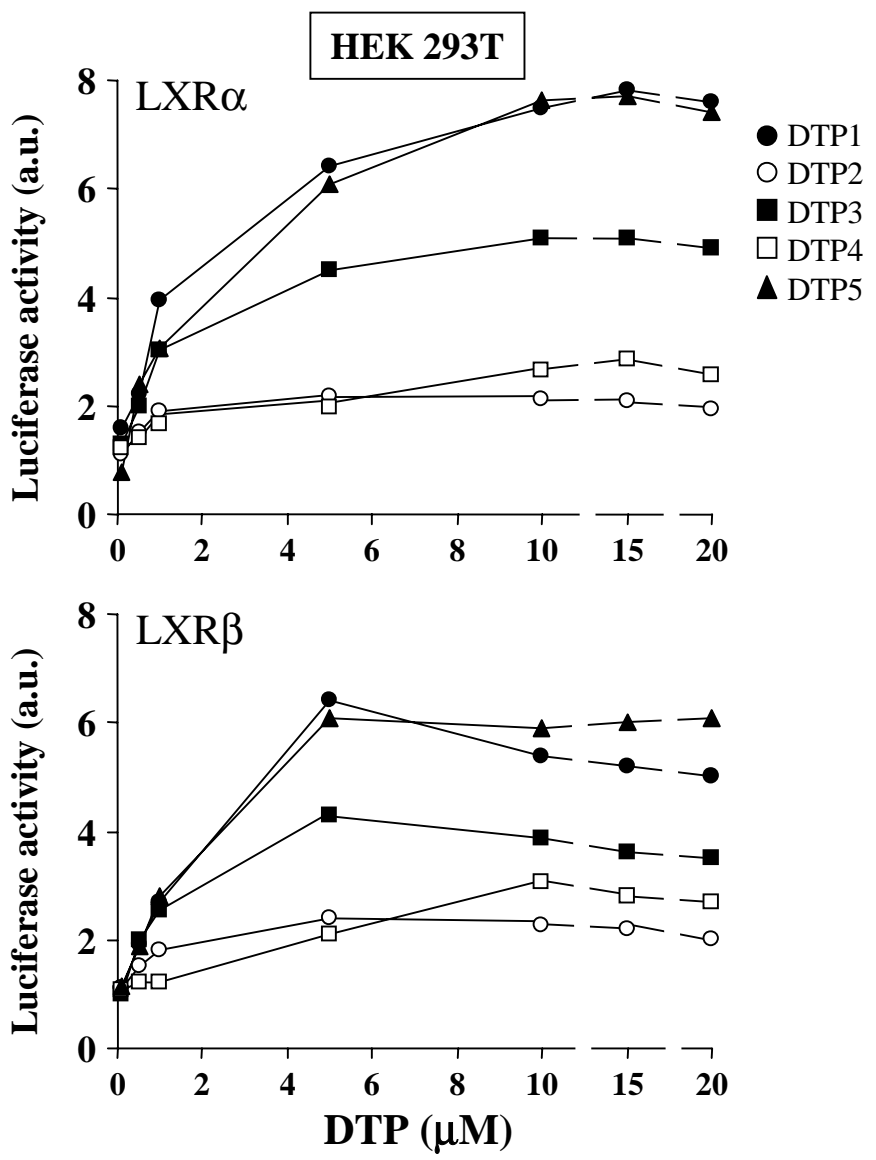 HEK 293T
LXRα
Luciferase activity (a.u.)
8
6
4
2
0
0 2 4 6 8 10 15 20
DTP1
DTP2
DTP3
DTP4
DTP5
LXRβ
Luciferase activity (a.u.)
8
6
4
2
0
0 2 4 6 8 10 15 20
DTP (μM)